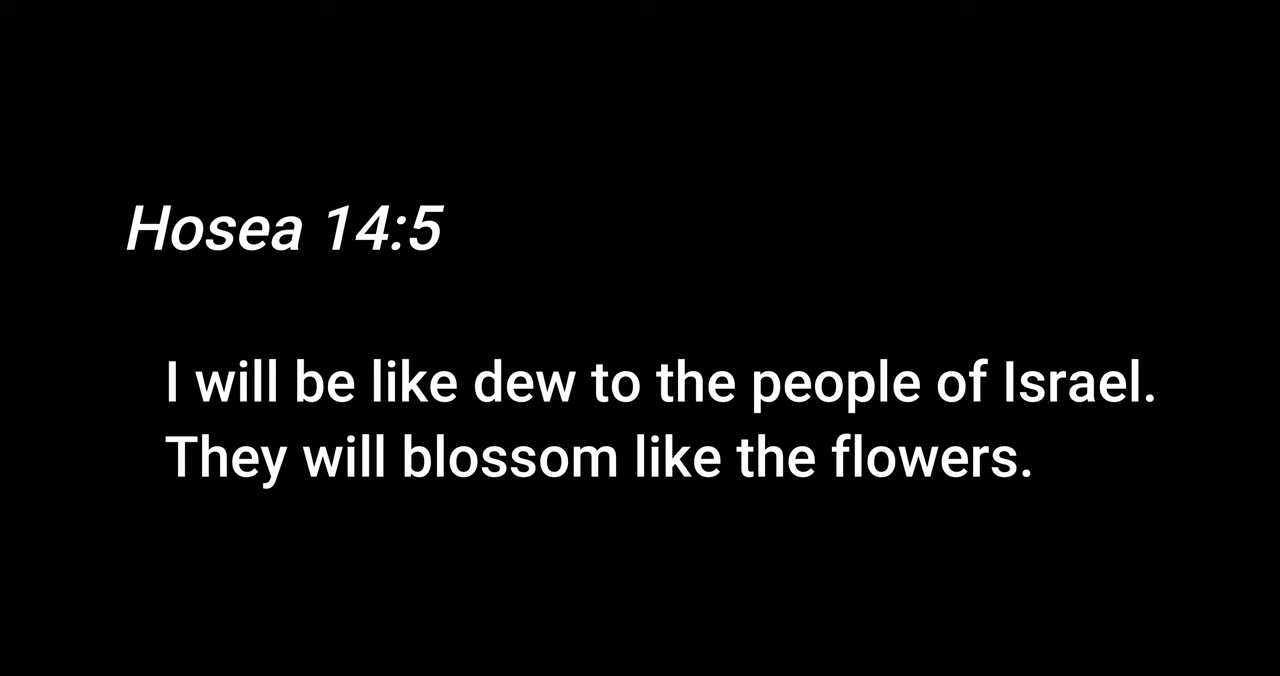 Hosea 14:5
I will be like dew to the people of Israel.
They will blossom like the flowers.